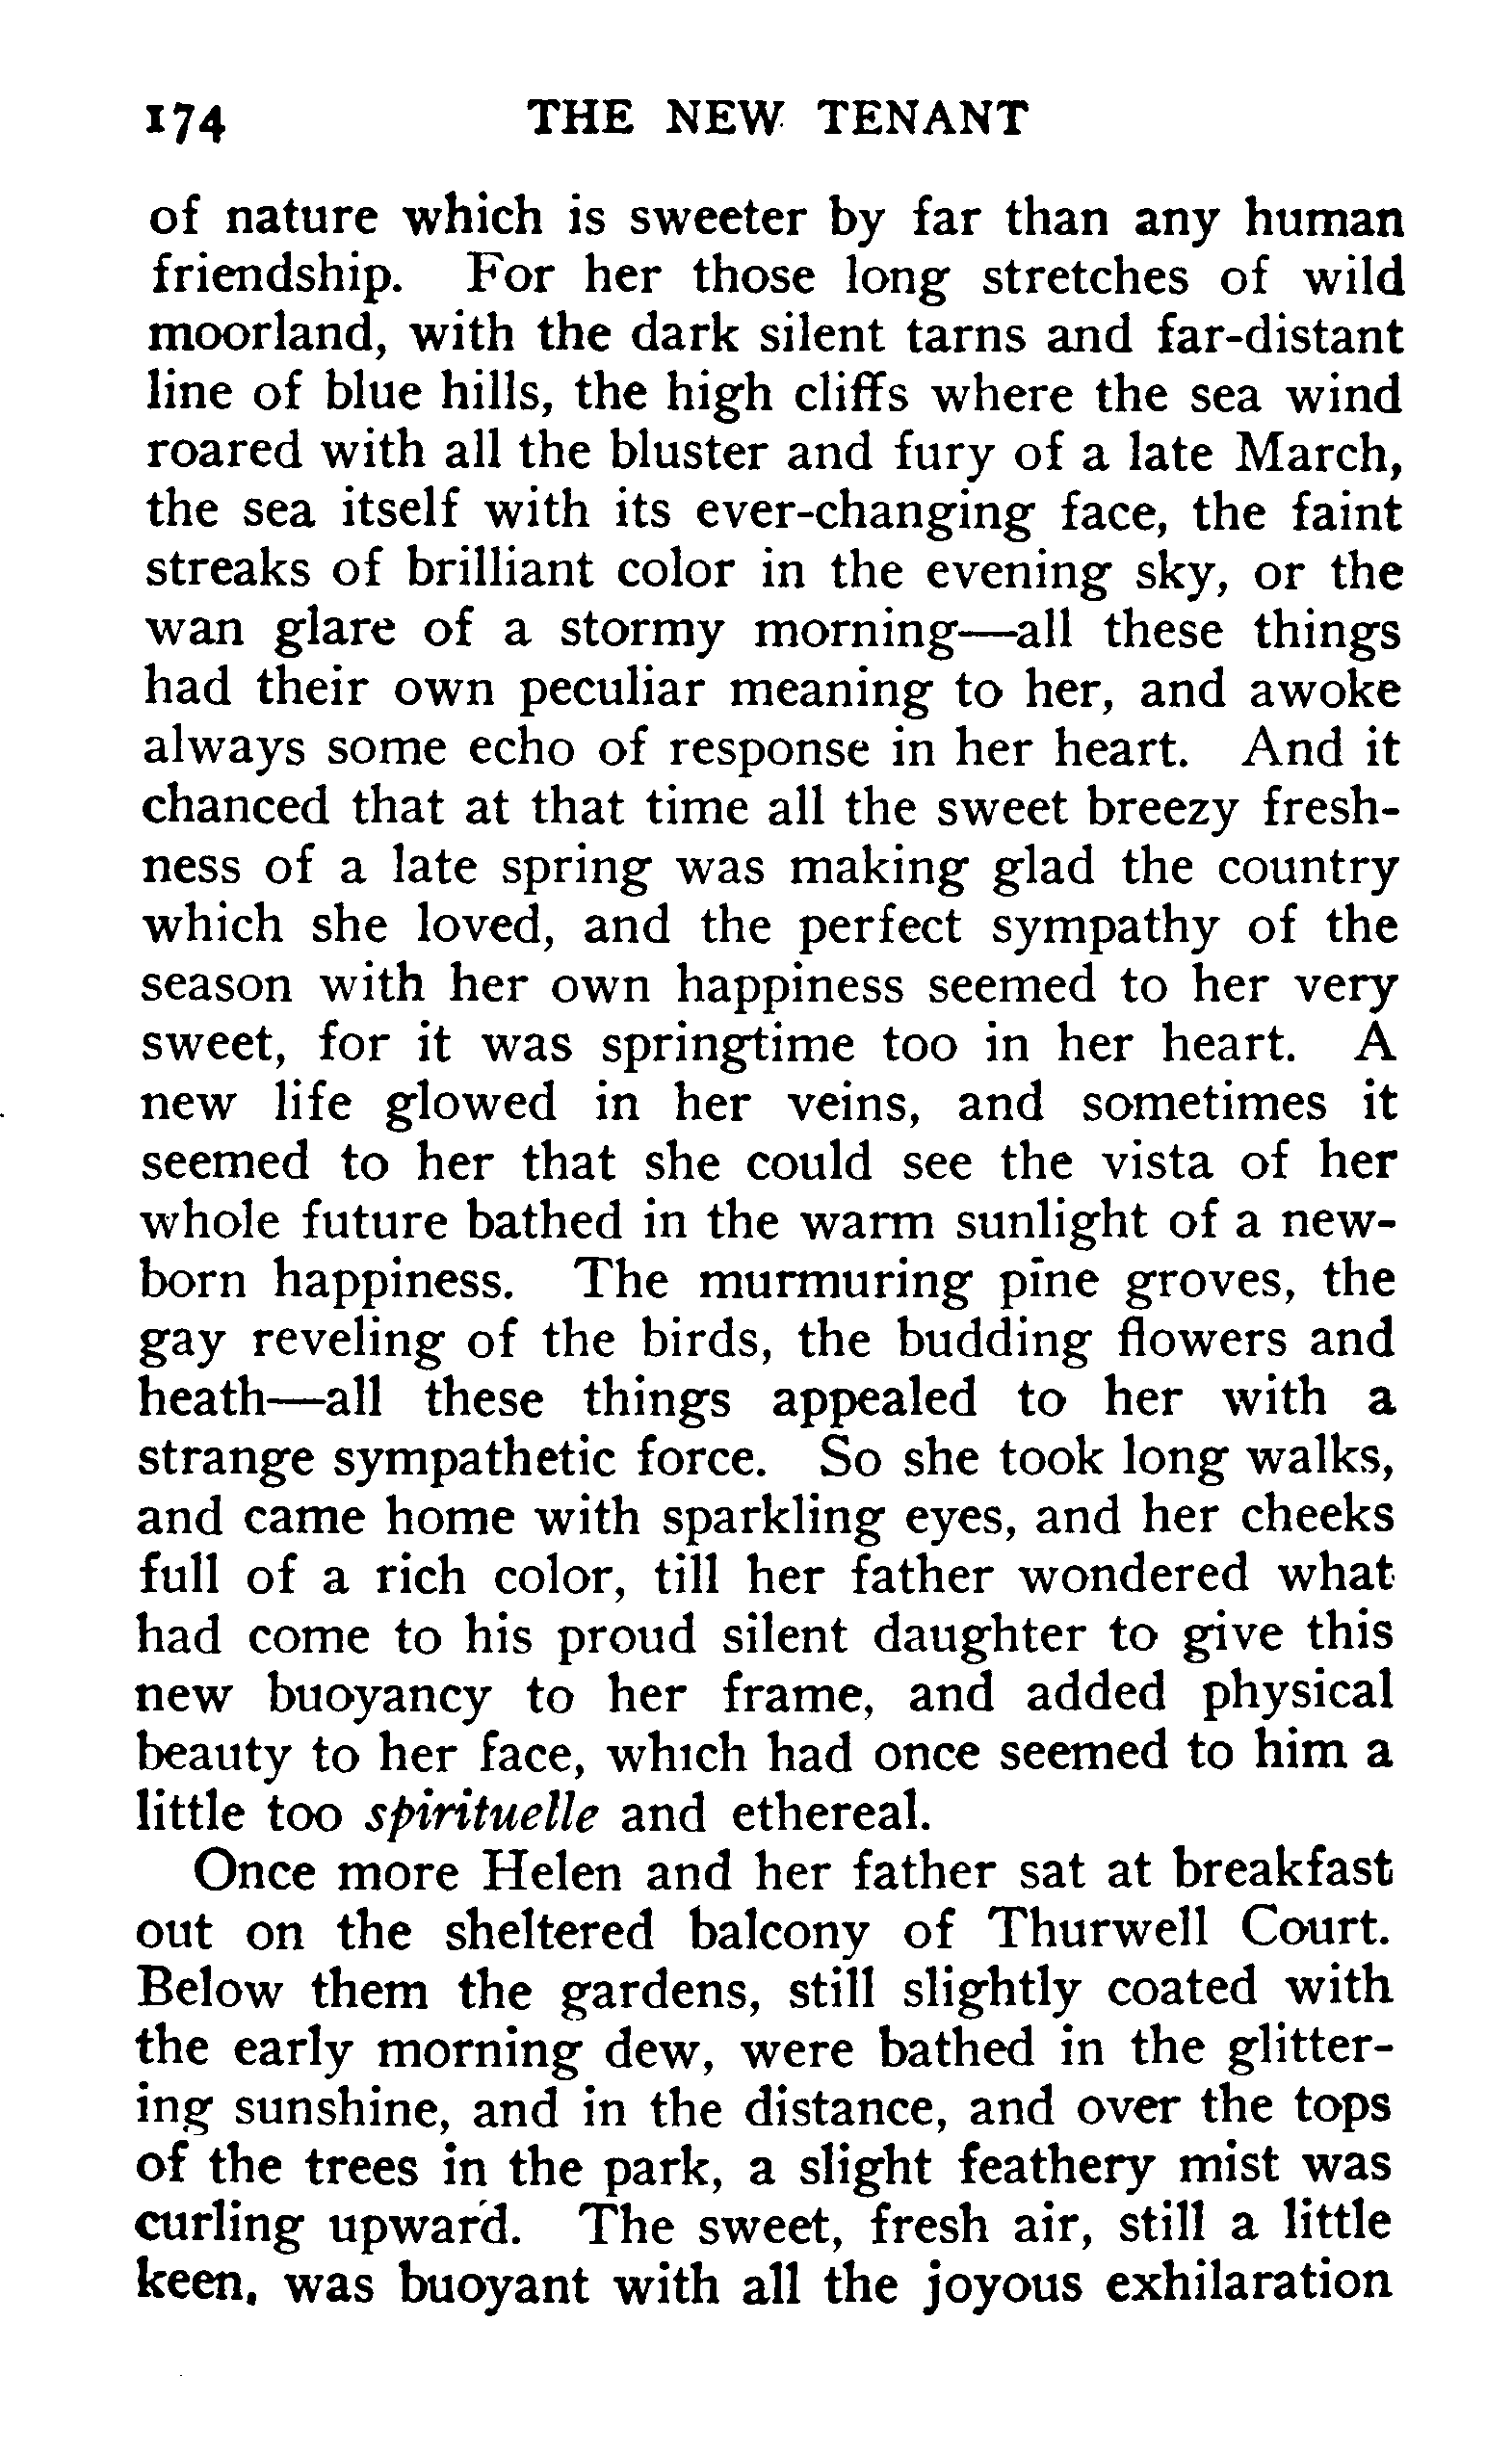 174 THE NEW TENANT
of nature which is sweeter by far than any human
friendship. For her those long stretches of wild
moorland, with the dark silent tarns and far-distant
line of blue hills, the high cliffs where the sea wind
roared with all the bluster and fury of a late March,
the sea itself with its ever-changing face, the faint
streaks of brilliant color in the evening sky, or the
wan glare of a stormy morning—all these things
had their own peculiar meaning to her, and awoke
always some echo of response in her heart. And it
chanced that at that time all the sweet breezy fresh-
ness of a late spring was making glad the country
which she loved, and the perfect sympathy of the
season with her own happiness seemed to her very
sweet, for it was springtime too in her heart. A
new life glowed in her veins, and sometimes it
seemed to her that she could see the vista of her
whole future bathed in the warm sunlight of a new-
born happiness. The murmuring pine groves, the
gay reveling of the birds, the budding flowers and
heath—all these things appealed to her with a
strange sympathetic force. So she took long walks,
and came home with sparkling eyes, and her cheeks
full of a rich color, till her father wondered what
had come to his proud silent daughter to give this
new buoyancy to her frame, and added physical
beauty to her face, which had once seemed to him a
little too spirituelle and ethereal.
Once more Helen and her father sat at breakfast
out on the sheltered balcony of Thurwell Court.
Below them the gardens, still slightly coated with
the early morning dew, were bathed in the glitter-
ing sunshine, and in the distance, and over the tops
of the trees in the park, a slight feathery mist was
curling upward. The sweet, fresh air, still a little
keen, was buoyant with all the joyous exhilaration